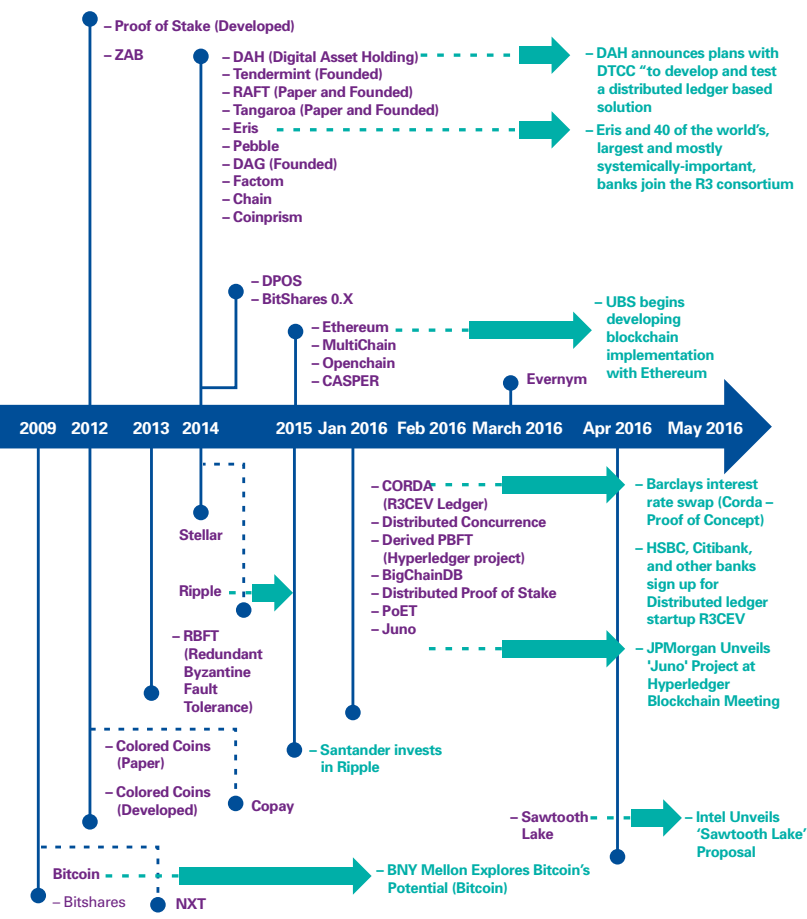 – Proof of Stake (Developed)
– ZAB
– DAH (Digital Asset Holding)
– Tendermint (Founded)
– RAFT (Paper and Founded)
– Tangaroa (Paper and Founded)
– Eris
– Pebble
– DAG (Founded)
– Factom
– Chain
– Coinprism
– DAH announces plans with
DTCC “to develop and test
a distributed ledger based
solution
– Eris and 40 of the world’s,
largest and mostly
systemically-important,
banks join the R3 consortium
– DPOS
– BitShares 0.X
– Ethereum
– MultiChain
– Openchain
– CASPER
– UBS begins
developing
blockchain
implementation
with Ethereum
Evernym
2009 2012 2013 2014 2015 Jan 2016 Feb 2016 March 2016 Apr 2016 May 2016
Stellar
Ripple
– RBFT
(Redundant
Byzantine
Fault
Tolerance)
– CORDA
(R3CEV Ledger)
– Distributed Concurrence
– Derived PBFT
(Hyperledger project)
– BigChainDB
– Distributed Proof of Stake
– PoET
– Juno
– Barclays interest
rate swap (Corda –
Proof of Concept)
– HSBC, Citibank,
and other banks
sign up for
Distributed ledger
startup R3CEV
– JPMorgan Unveils
'Juno' Project at
Hyperledger
Blockchain Meeting
– Colored Coins
(Paper)
– Colored Coins
(Developed)
Copay
– Santander invests
in Ripple
– Sawtooth
Lake
– Intel Unveils
‘Sawtooth Lake’
Proposal
Bitcoin
– Bitshares
NXT
– BNY Mellon Explores Bitcoin’s
Potential (Bitcoin)